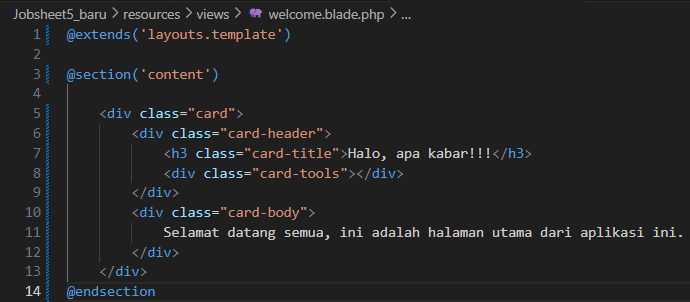 Jobsheet5_baru > resources > views > welcome.blade.php > ...
1 @extends('layouts.template')
2
3 @section('content')
4
5 <div class="card">
6 <div class="card-header">
7 <h3 class="card-title">Halo, apa kabar!!!</h3>
8 <div class="card-tools"></div>
9 </div>
10 <div class="card-body">
11 Selamat datang semua, ini adalah halaman utama dari aplikasi ini.
12 </div>
13 </div>
14 @endsection